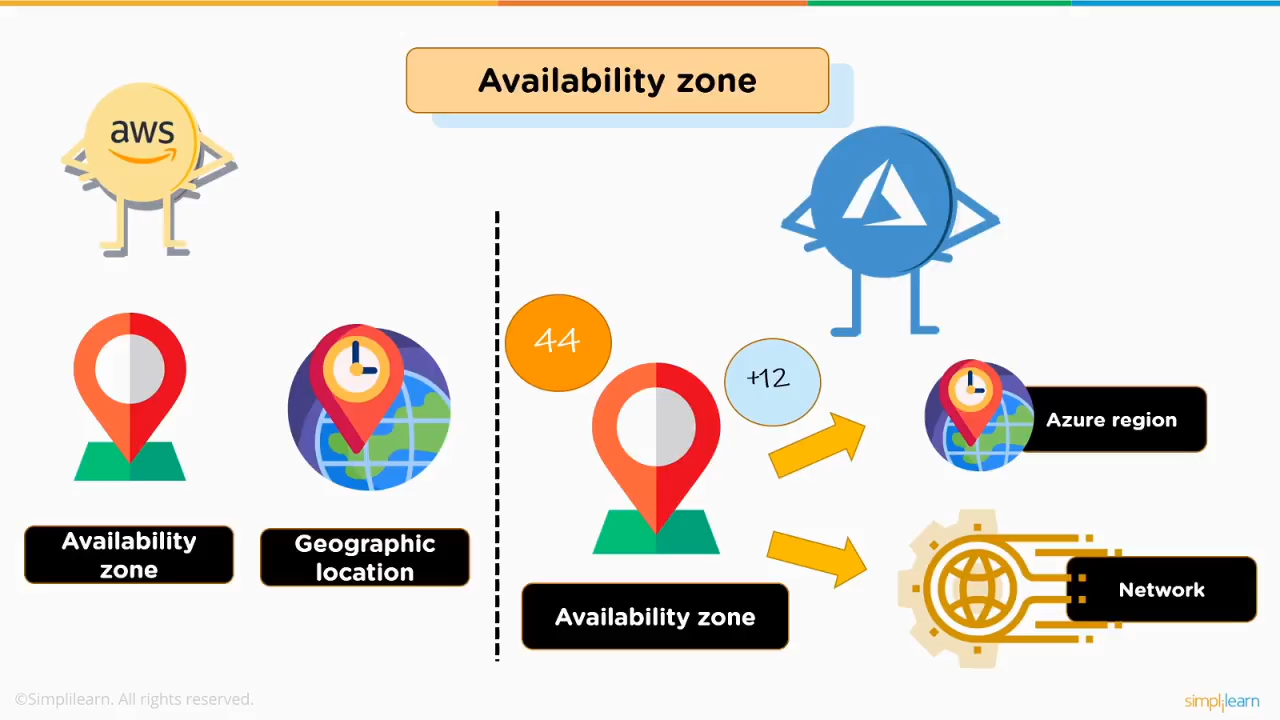 Availability zone
aws
44
+12
Azure region
Availability
zone
Geographic
location
Availability zone
Network
©Simplilearn. All rights reserved.
simplilearn